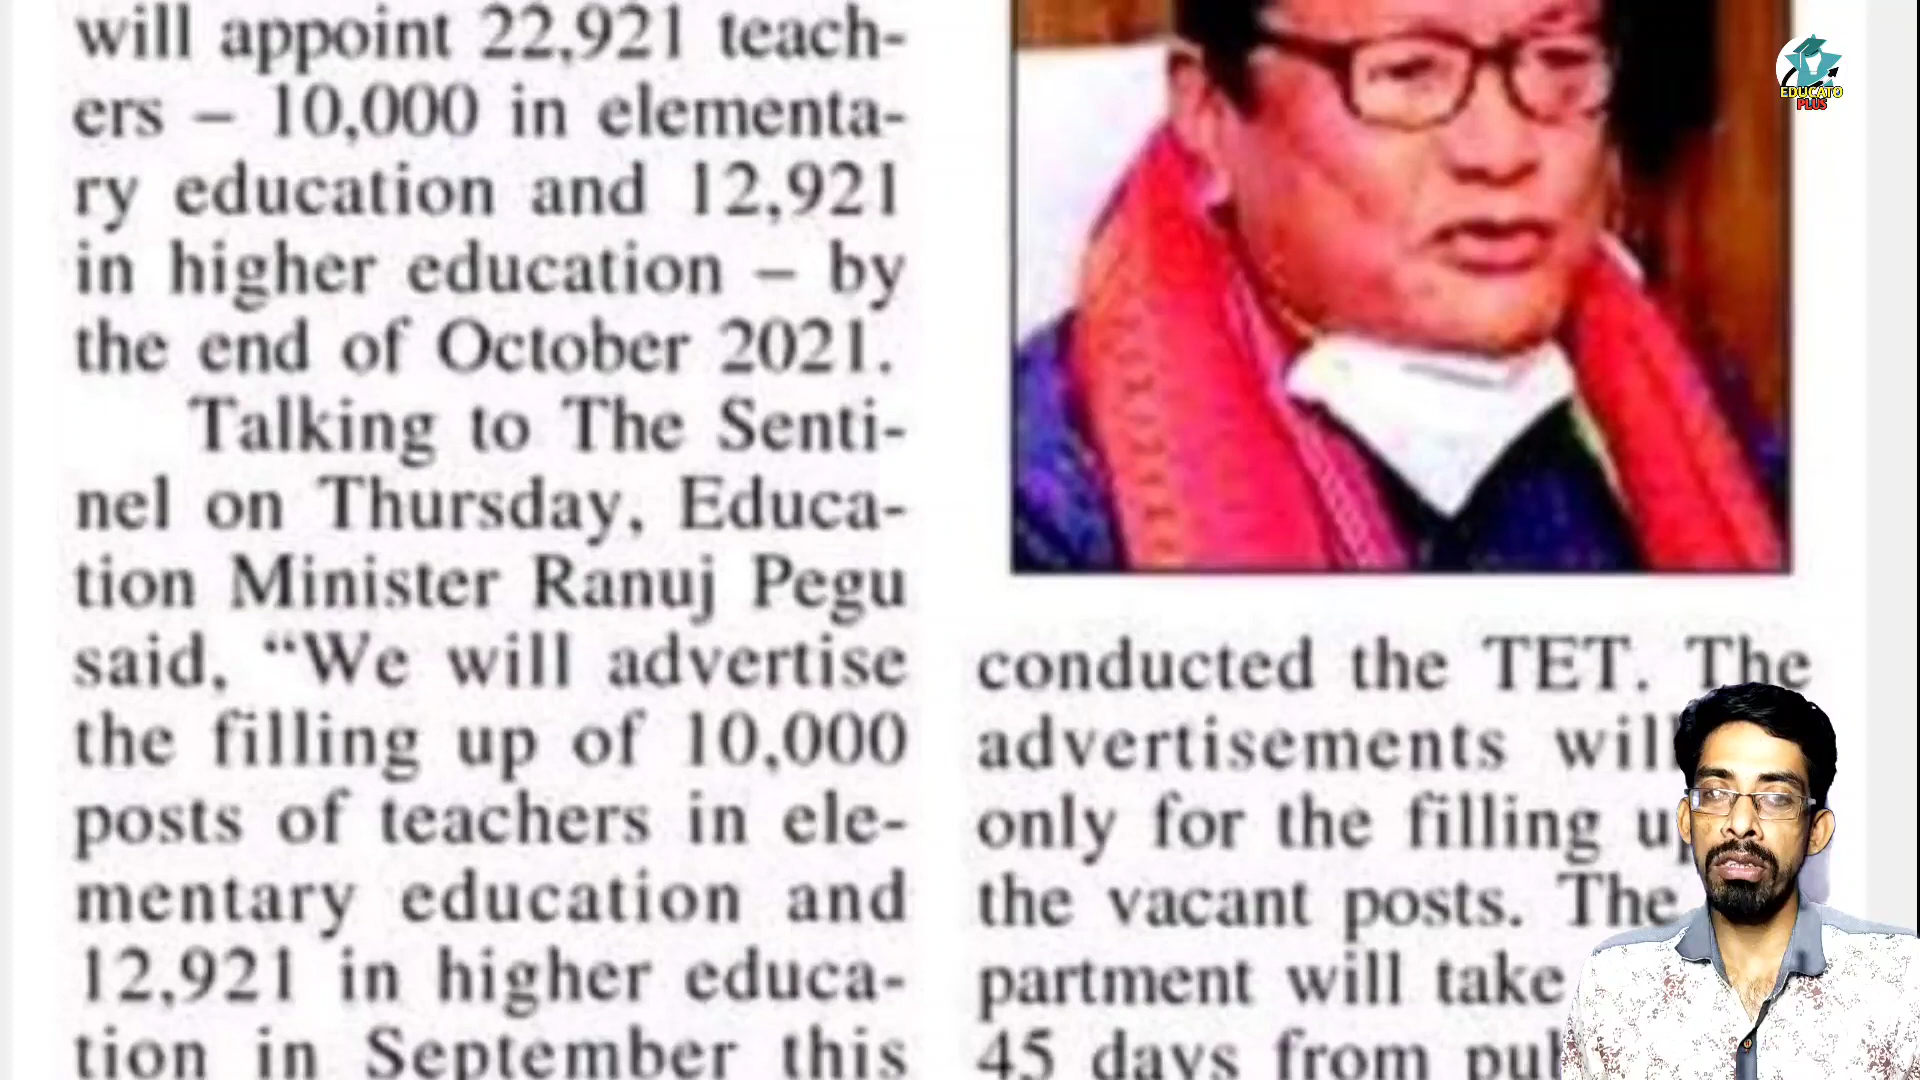 will appoint 22,921 teach-
ers – 10,000 in elementa-
ry education and 12,921
in higher education – by
the end of October 2021.
Talking to The Senti-
nel on Thursday, Educa-
tion Minister Ranuj Pegu
said, “We will advertise
the filling up of 10,000
posts of teachers in ele-
mentary education and
12,921 in higher educa-
tion in September this
conducted the TET. The
advertisements will
only for the filling up
the vacant posts. The
partment will take
45 days from
EDUCATO
PLUS